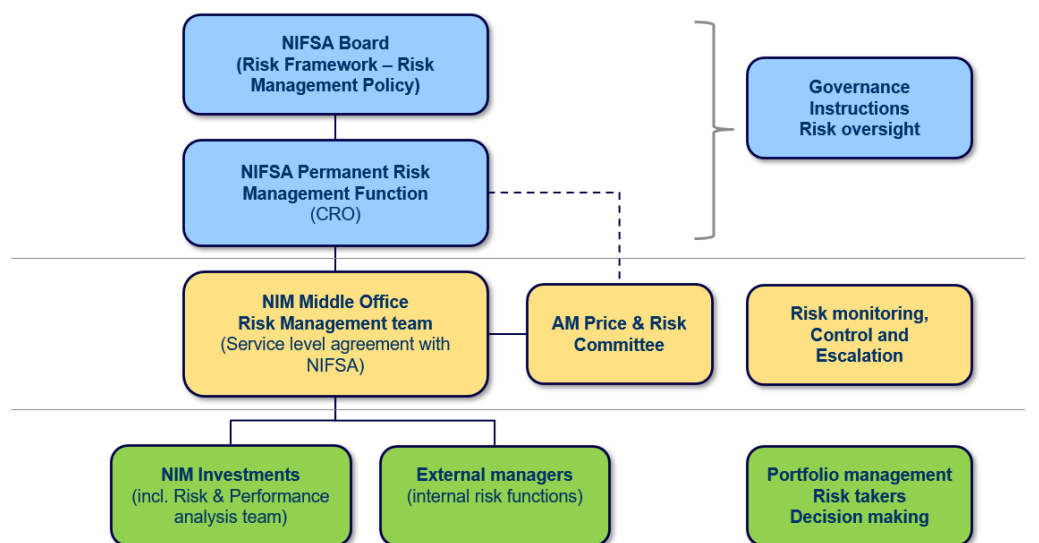 NIFSA Board
(Risk Framework – Risk
Management Policy)
Governance
Instructions
Risk oversight
NIFSA Permanent Risk
Management Function
(CRO)
NIM Middle Office
Risk Management team
(Service level agreement with
NIFSA)
AM Price & Risk
Committee
Risk monitoring,
Control and
Escalation
NIM Investments
(incl. Risk & Performance
analysis team)
External managers
(internal risk functions)
Portfolio management
Risk takers
Decision making